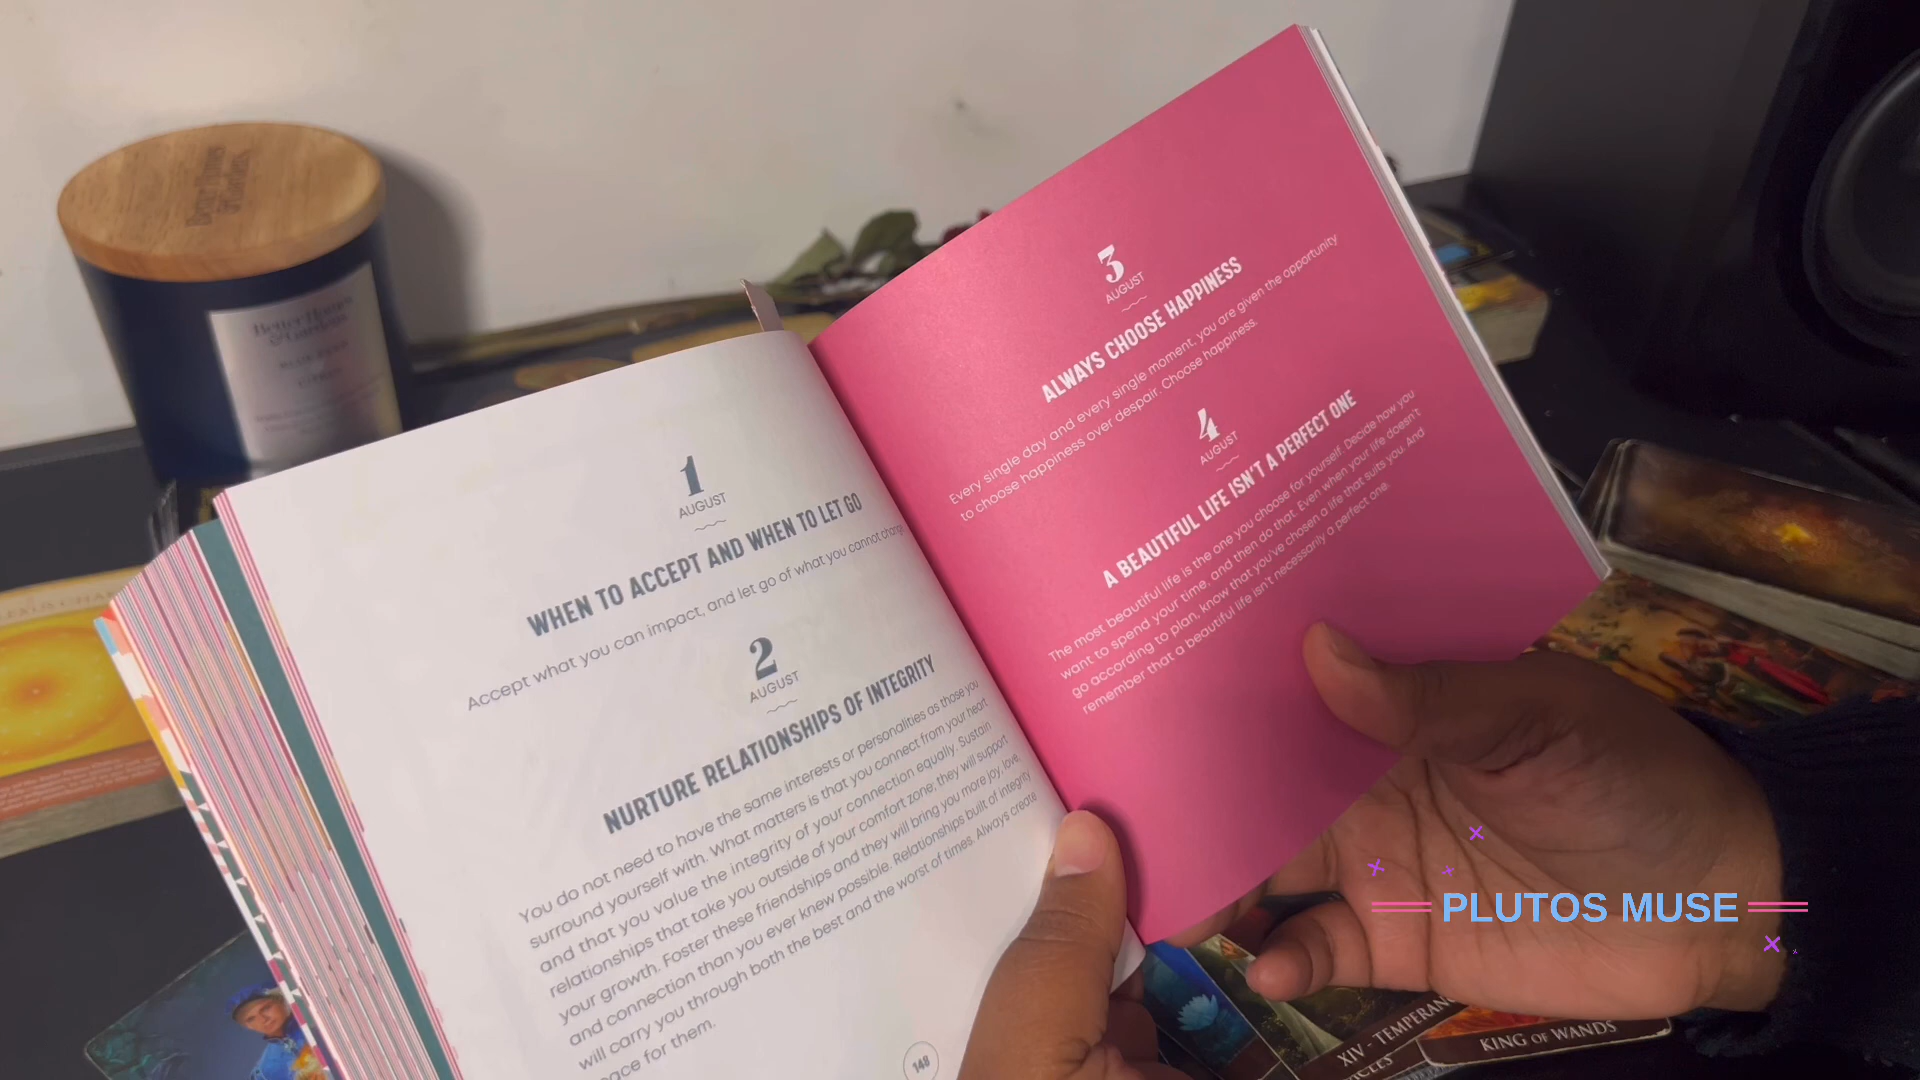 Better Homes
& Gardens
1
AUGUST
WHEN TO ACCEPT AND WHEN TO LET GO
Accept what you can impact, and let go of what you cannot change
2
AUGUST
NURTURE RELATIONSHIPS OF INTEGRITY
You do not need to have the same interests or personalities as those you
surround yourself with. What matters is that you connect from your heart
and that you value the integrity of your connection equally. Sustain
relationships that take you outside of your comfort zone; they will support
your growth. Foster these friendships and they will bring you more joy, love,
and connection than you ever knew possible. Relationships built of integrity
will carry you through both the best and the worst of times. Always create
for them.
148
3
AUGUST
ALWAYS CHOOSE HAPPINESS
Every single day and every single moment, you are given the opportunity
to choose happiness over despair. Choose happiness.
4
AUGUST
A BEAUTIFUL LIFE ISN'T A PERFECT ONE
The most beautiful life is the one you choose for yourself. Decide how you
want to spend your time, and then do that. Even when your life doesn't
go according to plan, know that you've chosen a life that suits you. And
remember that a beautiful life isn't necessarily a perfect one.
PLUTOS MUSE
XIV - TEMPERANC
KING OF WANDS